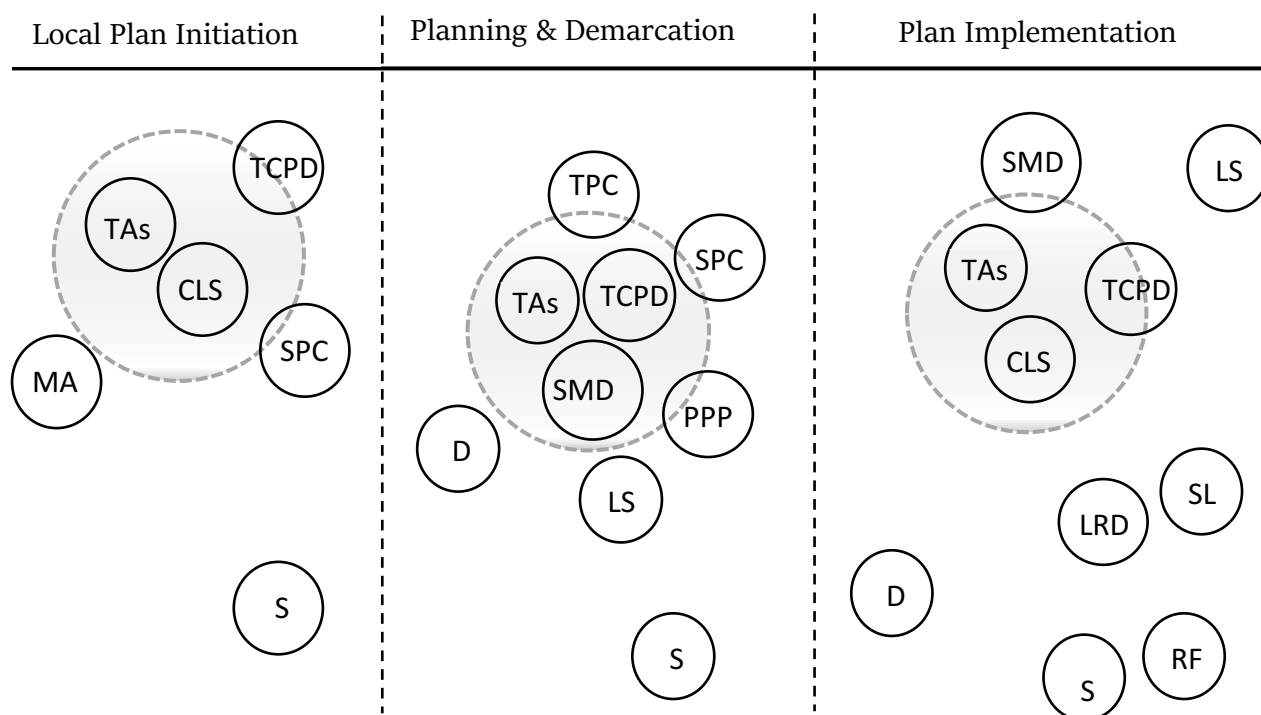 Local Plan Initiation
Planning & Demarcation
Plan Implementation
TCPD
TAs
CLS
SPC
MA
S
TPC
SPC
TAs
TCPD
SMD
PPP
D
LS
S
SMD
LS
TAs
TCPD
CLS
SL
LRD
D
RF
S